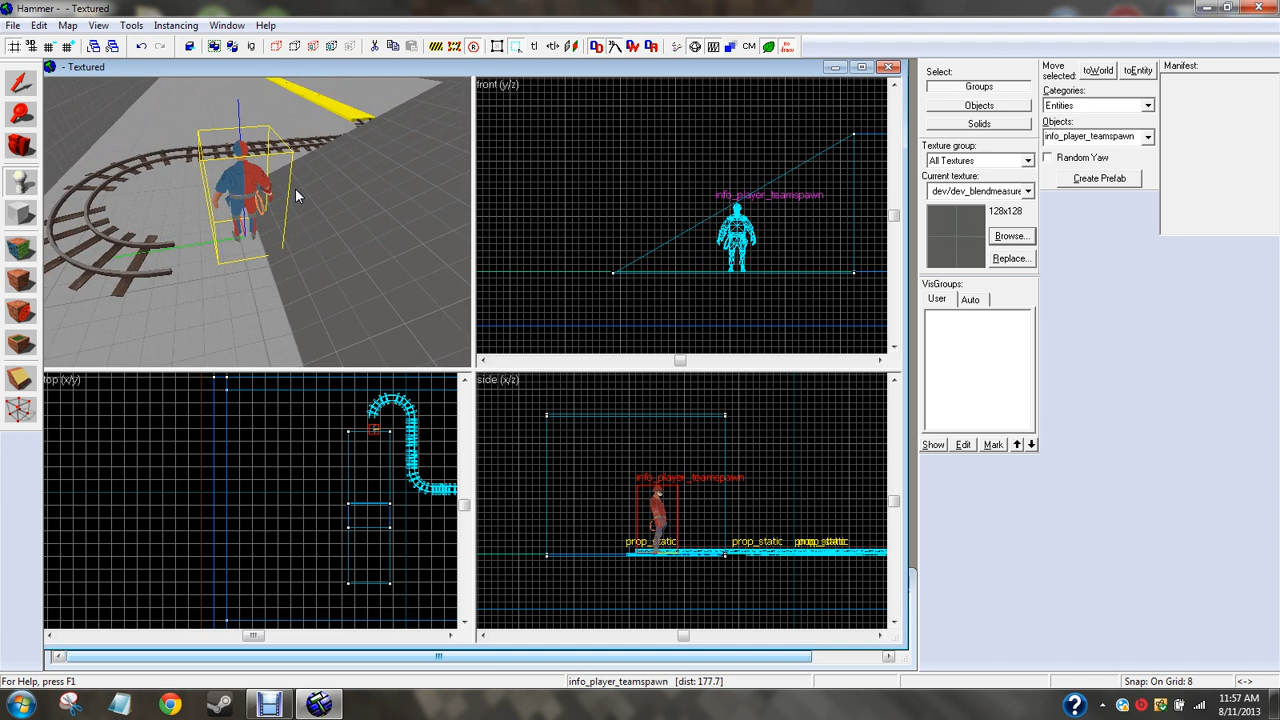 Hammer - - Textured
File Edit Map View Tools Instancing Window Help
CM
- Textured
front (y/z)
info_player_teamspawn
top (x/y)
side (x/z)
info_player_teamspawn
prop_static
prop_static
Select:
Groups
Objects
Solids
Texture group:
All Textures
Current texture:
dev/dev_blendmeasure
128x128
Browse...
Replace...
VisGroups:
User Auto
Show Edit Mark
Move selected:
toWorld toEntity
Categories:
Entities
Objects:
info_player_teamspawn
Random Yaw
Create Prefab
Manifest:
For Help, press F1
info_player_teamspawn [dist: 177.7]
Snap: On Grid: 8 <->
11:57 AM
8/11/2013